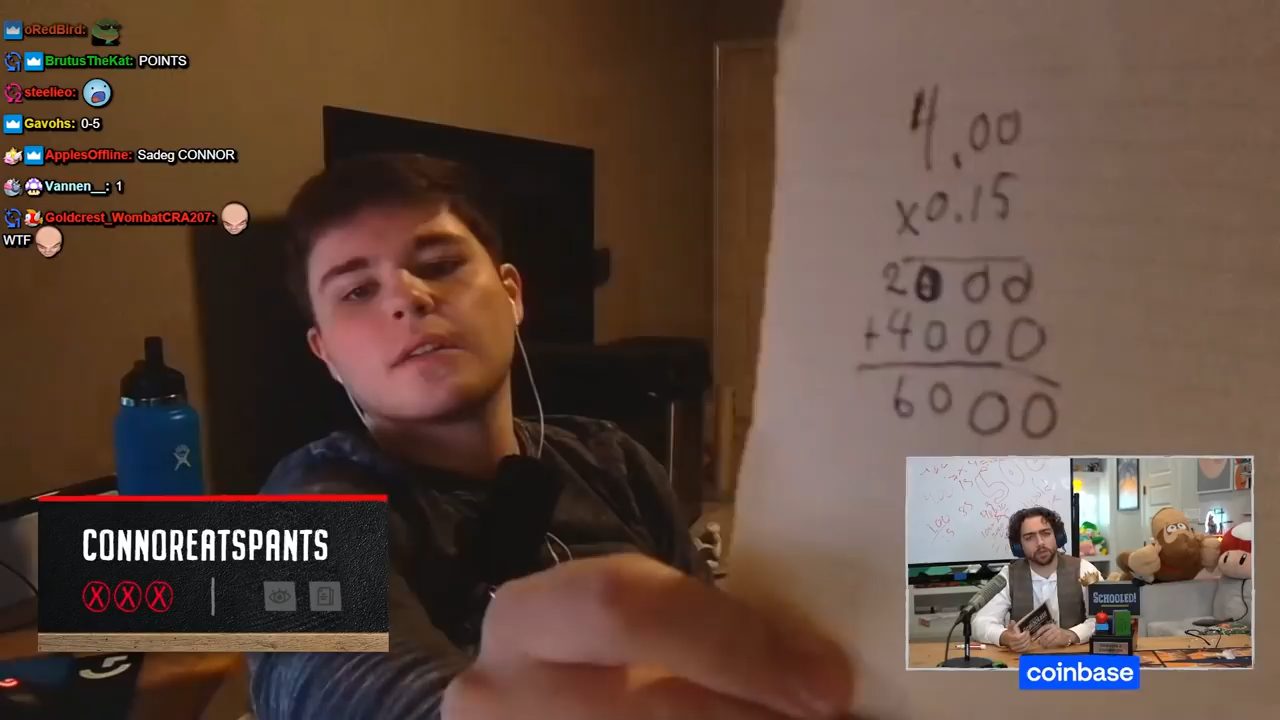 oRedBird:
BrutusTheKat: POINTS
steelieo:
Gavohs: 0-5
ApplesOffline: Sadeg CONNOR
Vannen__: 1
Goldcrest_WombatCRA207:
WTF
4.00
x0.15
2000
+4000
6000
CONNOREATSPANTS
X X X
SCHOOLED!
coinbase